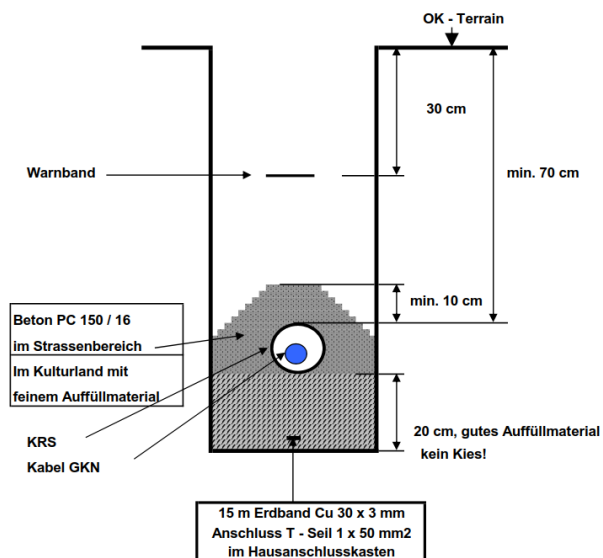 OK - Terrain
30 cm
Warnband
min. 70 cm
min. 10 cm
Beton PC 150 / 16
im Strassenbereich
Im Kulturland mit
feinem Auffüllmaterial
KRS
Kabel GKN
20 cm, gutes Auffüllmaterial
kein Kies!
15 m Erdband Cu 30 x 3 mm
Anschluss T - Seil 1 x 50 mm2
im Hausanschlusskasten